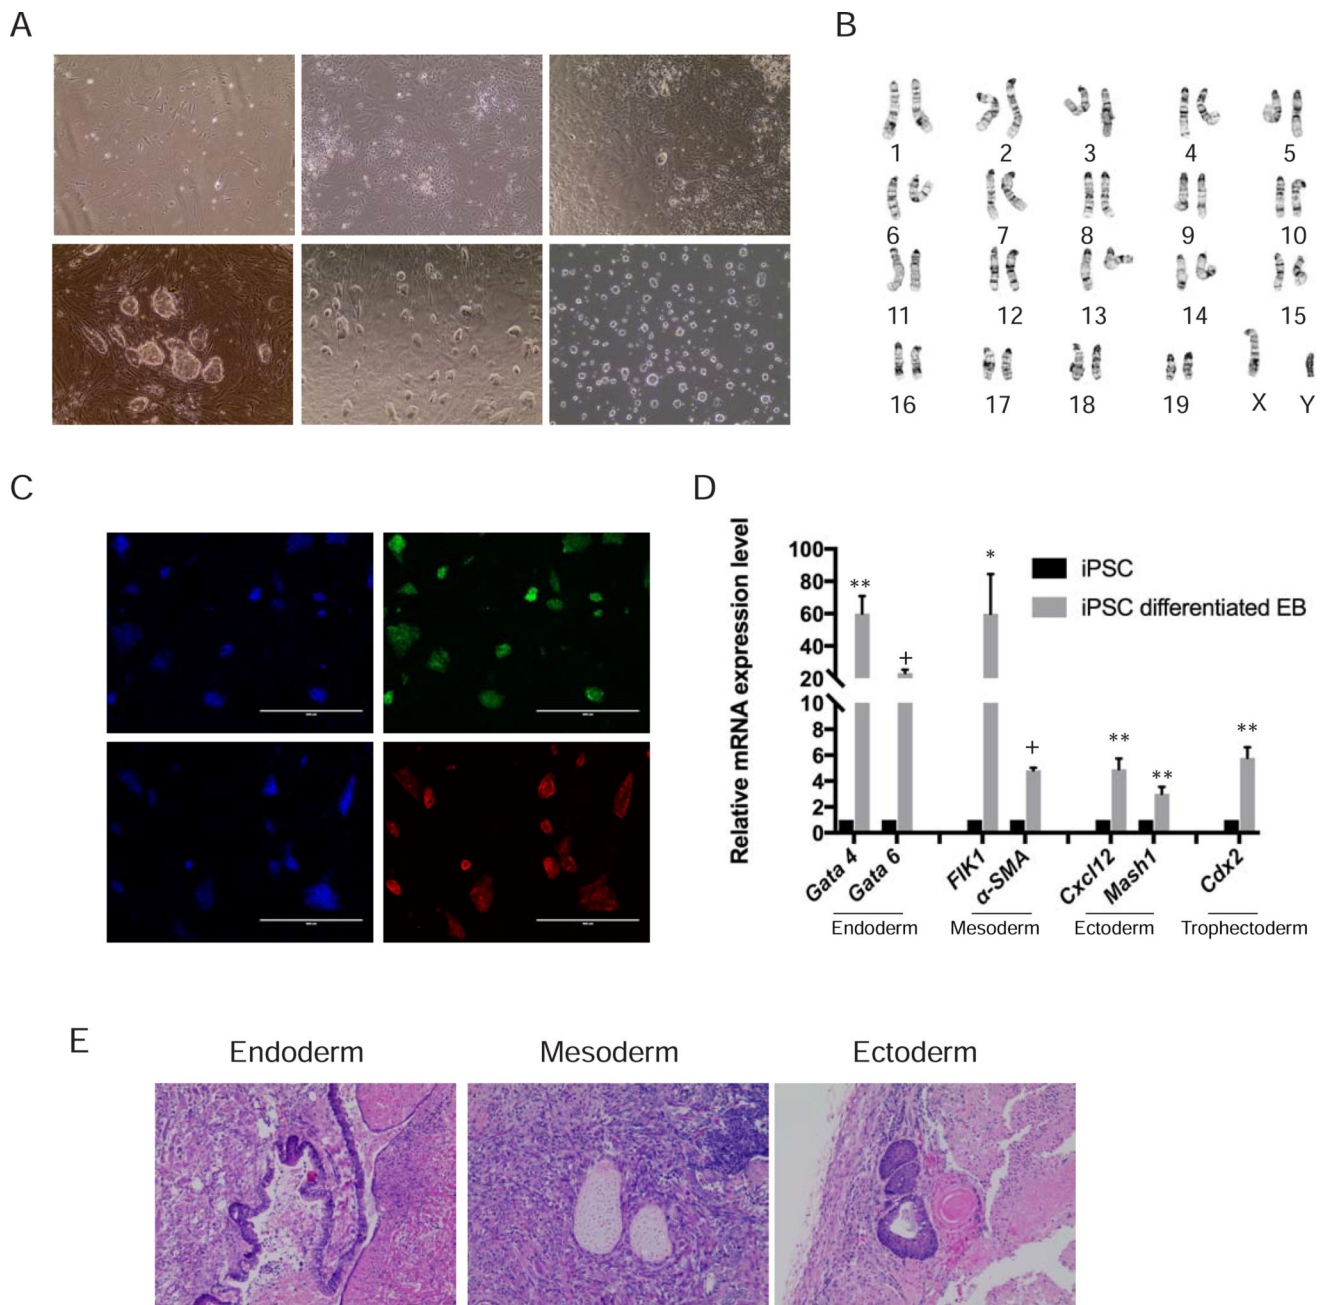 A
B
1 2 3 4 5
6 7 8 9 10
11 12 13 14 15
16 17 18 19 X Y
C
D
Relative mRNA expression level
100
80
60
40
20
10
8
6
4
2
0
** + * + ** ** **
iPSC
iPSC differentiated EB
Gata 4 Gata 6 FlK1 α-SMA Cxcl12 Mash1 Cdx2
Endoderm Mesoderm Ectoderm Trophectoderm
E
Endoderm Mesoderm Ectoderm